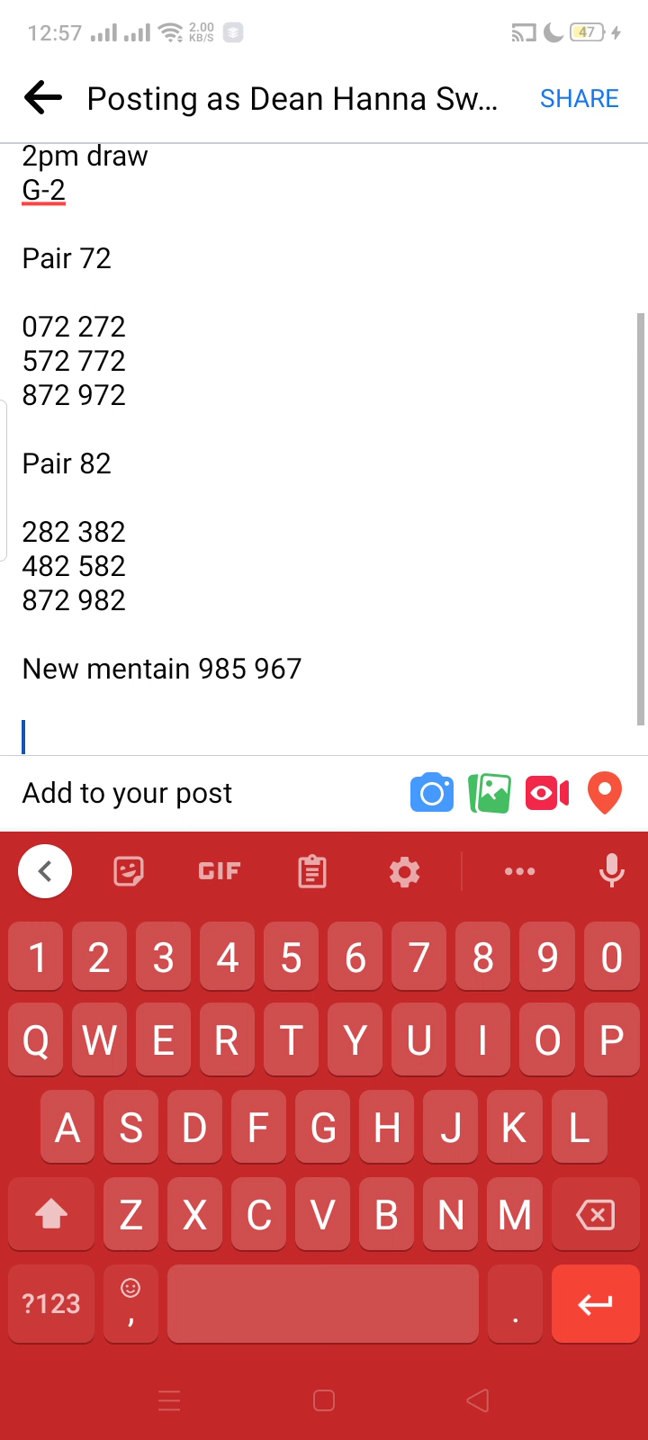 12:57 2.00 KB/S 47
Posting as Dean Hanna Sw... SHARE
2pm draw
G-2
Pair 72
072 272
572 772
872 972
Pair 82
282 382
482 582
872 982
New mentain 985 967
Add to your post
GIF
1 2 3 4 5 6 7 8 9 0
Q W E R T Y U I O P
A S D F G H J K L
Z X C V B N M
?123 , .